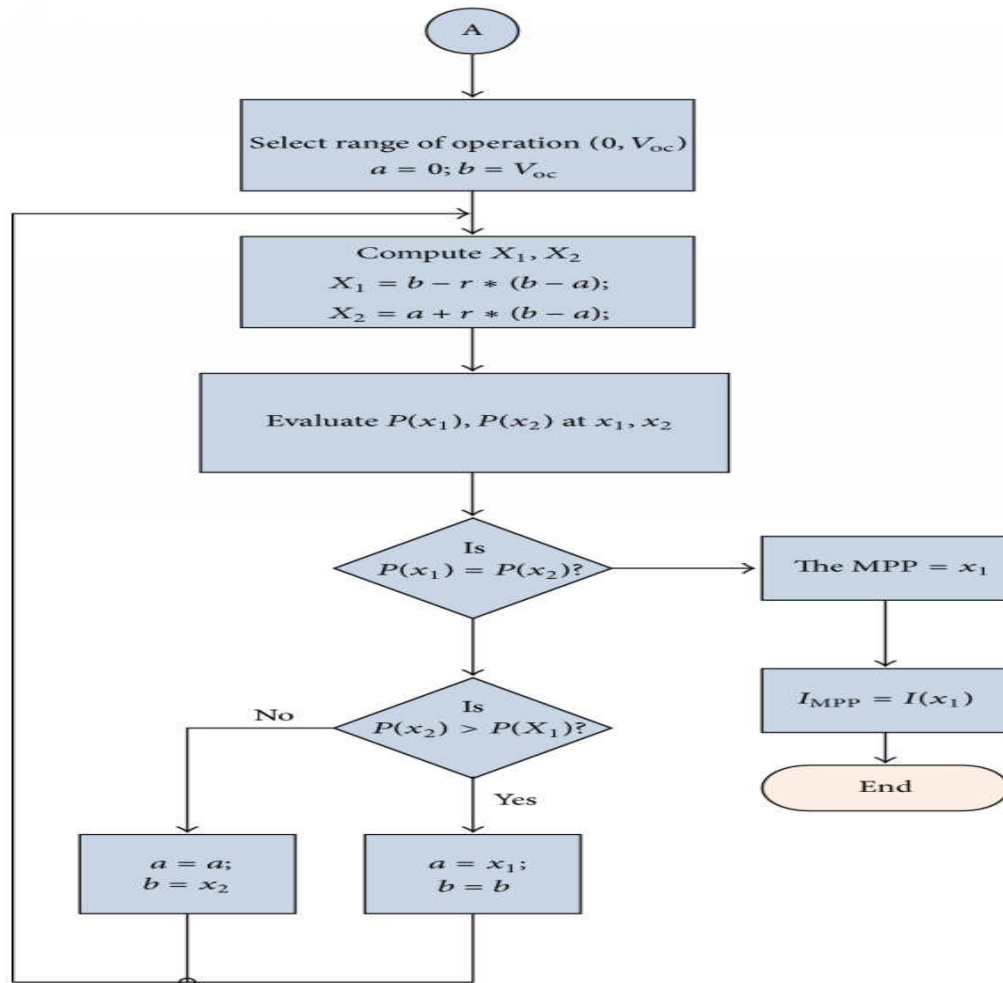 A
Select range of operation (0, V_oc)
a = 0; b = V_oc
Compute X_1, X_2
X_1 = b − r * (b − a);
X_2 = a + r * (b − a);
Evaluate P(x_1), P(x_2) at x_1, x_2
Is
P(x_1) = P(x_2)?
The MPP = x_1
I_MPP = I(x_1)
End
Is
P(x_2) > P(X_1)?
No
Yes
a = a;
b = x_2
a = x_1;
b = b